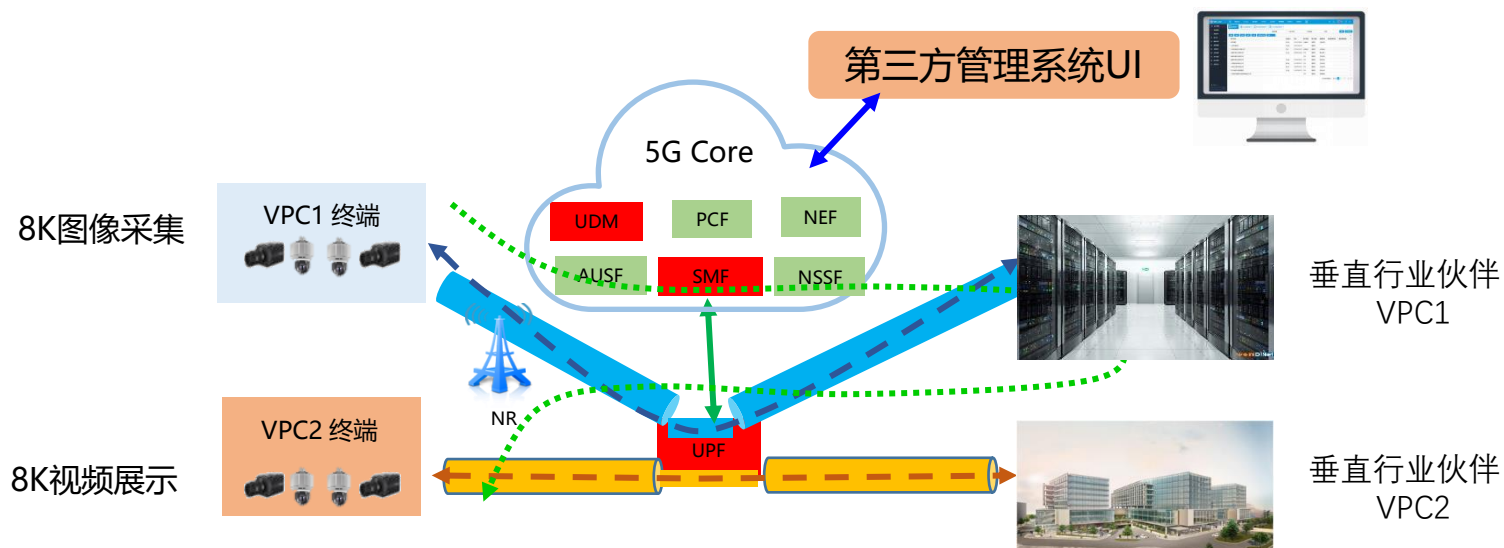 第三方管理系统UI
5G Core
UDM
PCF
NEF
AUSF
SMF
NSSF
8K图像采集
VPC1 终端
垂直行业伙伴
VPC1
NR
UPF
8K视频展示
VPC2 终端
垂直行业伙伴
VPC2